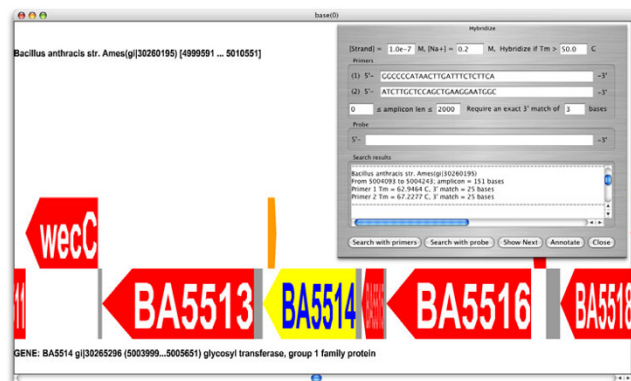 base(0)
Hybridize
Bacillus anthracis str. Ames(gi|30260195) [4999591 ... 5010551]
[Strand] = 1.0e-7 M, [Na+] = 0.2 M, Hybridize if Tm > 50.0 C
Primers
(1) 5'- GGCCCCATAACTTGATTTCTCTTCA -3'
(2) 5'- ATCTTGCTCCAGCTGAAGGAATGGC -3'
0 ≤ amplicon len ≤ 2000 Require an exact 3' match of 3 bases
Probe
5'- -3'
Search results
Bacillus anthracis str. Ames(gi|30260195)
From 5004093 to 5004243; amplicon = 151 bases
Primer 1 Tm = 62.9464 C, 3' match = 25 bases
Primer 2 Tm = 67.2277 C, 3' match = 25 bases
Search with primers Search with probe Show Next Annotate Close
wecC
11 BA5513 BA5514 BA5516 BA5518
GENE: BA5514 gi|30265296 (5003999...5005651) glycosyl transferase, group 1 family protein